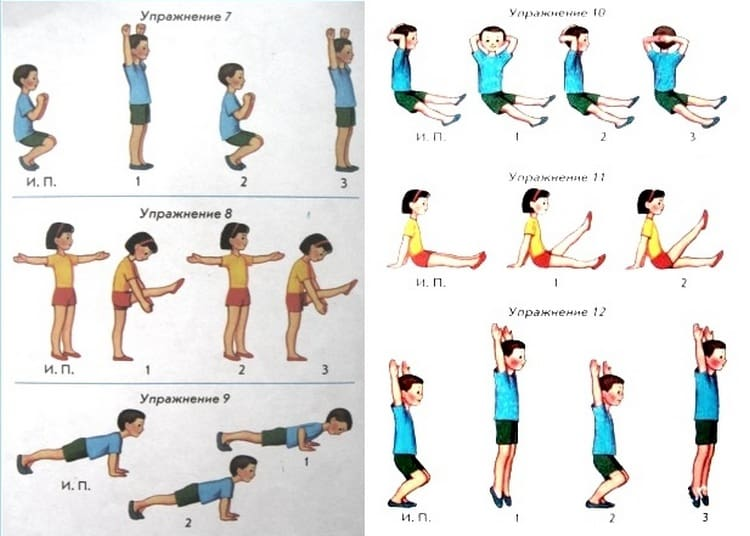 Упражнение 7
И. П. 1 2 3
Упражнение 8
И. П. 1 2 3
Упражнение 9
И. П.
1
2
Упражнение 10
И. П. 1 2 3
Упражнение 11
И. П. 1 2
Упражнение 12
И. П. 1 2 3